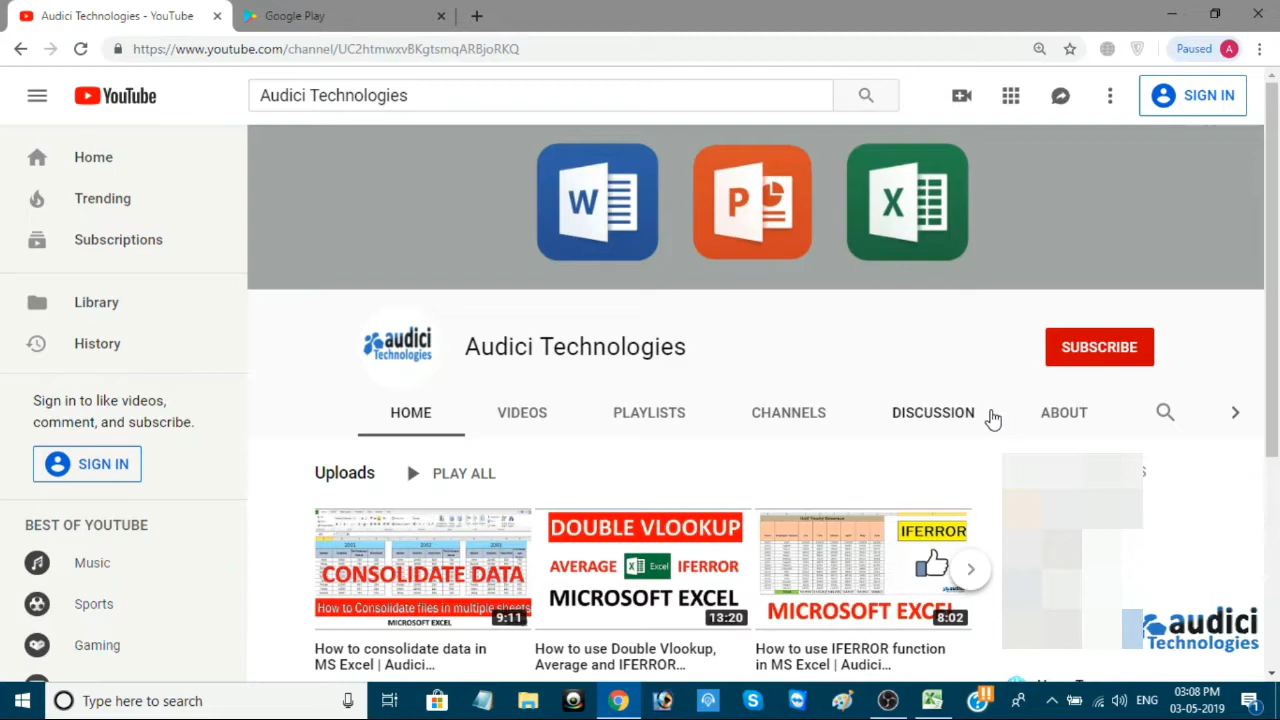 Audici Technologies - YouTube
Google Play
https://www.youtube.com/channel/UC2htmwxvBKgtsmqARBjoRKQ
Paused A
YouTube
Audici Technologies
SIGN IN
Home
Trending
Subscriptions
Library
History
Sign in to like videos,
comment, and subscribe.
SIGN IN
BEST OF YOUTUBE
Music
Sports
Gaming
W
P
X
audici
Technologies
Audici Technologies
SUBSCRIBE
HOME
VIDEOS
PLAYLISTS
CHANNELS
DISCUSSION
ABOUT
Uploads
PLAY ALL
CONSOLIDATE DATA
How to Consolidate files in multiple sheets
MICROSOFT EXCEL
9:11
How to consolidate data in
MS Excel | Audici...
DOUBLE VLOOKUP
AVERAGE Excel IFERROR
MICROSOFT EXCEL
13:20
How to use Double Vlookup,
Average and IFERROR...
IFERROR
MICROSOFT EXCEL
8:02
How to use IFERROR function
in MS Excel | Audici...
audici
Technologies
Type here to search
ENG
03:08 PM
03-05-2019